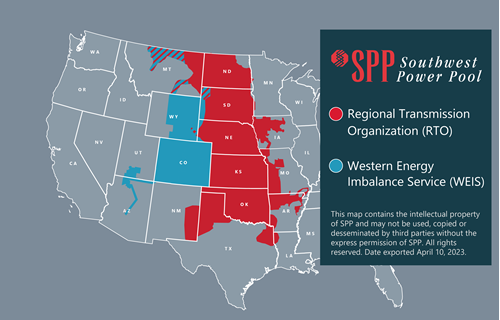 WA
MT
ND
MN
OR
ID
SD
WI
WY
NE
IA
NV
UT
CO
IL
CA
KS
MO
AZ
NM
OK
AR
TX
LA
MS
SPP Southwest
Power Pool
Regional Transmission
Organization (RTO)
Western Energy
Imbalance Service (WEIS)
This map contains the intellectual property
of SPP and may not be used, copied or
desseminated by third parties without the
express permission of SPP. All rights
reserved. Date exported April 10, 2023.